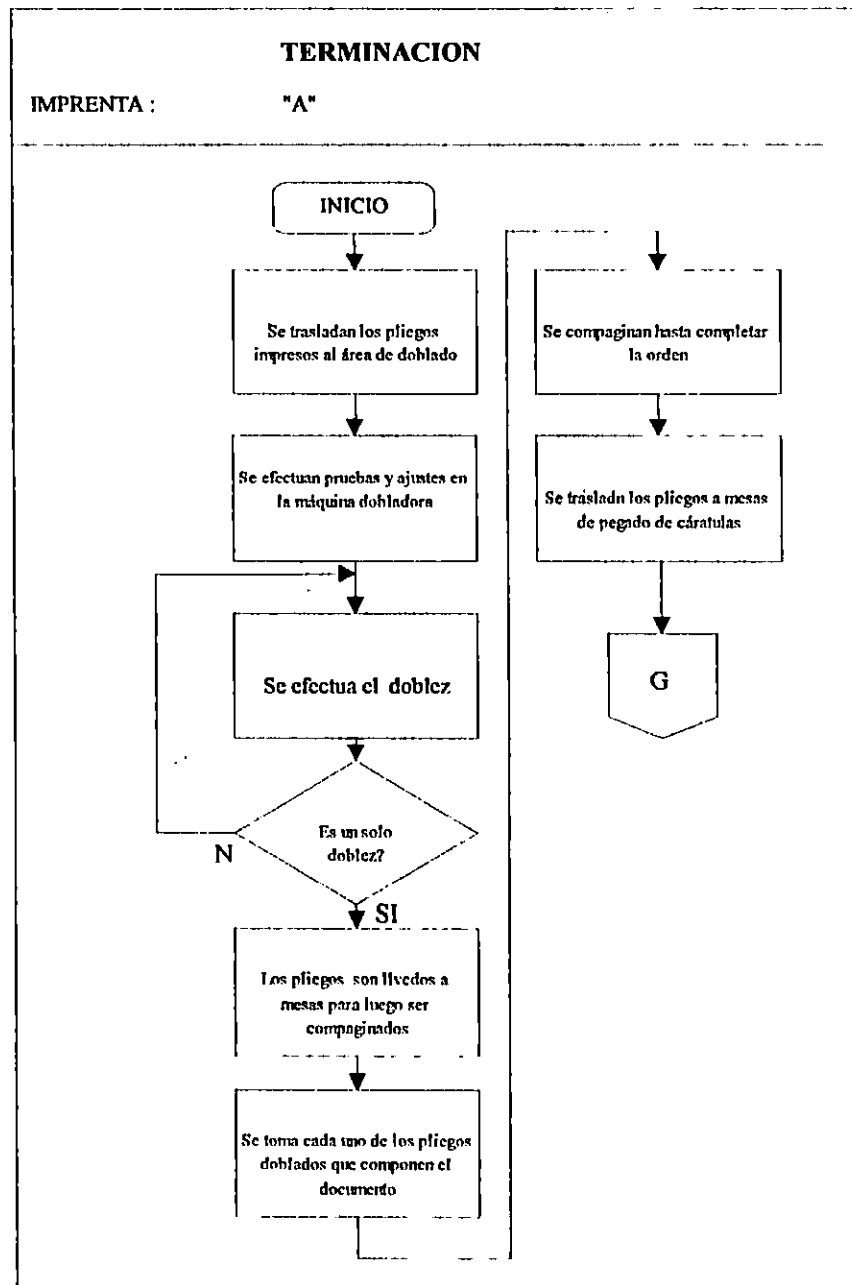 TERMINACION
IMPRENTA : "A"
INICIO
Se trasladan los pliegos
impresos al área de doblado
Se efectuan pruebas y ajustes en
la máquina dobladora
Se efectua el doblez
Es un solo
doblez?
N
SI
Los pliegos son llvedos a
mesas para luego ser
compaginados
Se toma cada uno de los pliegos
doblados que componen el
documento
Se compaginan hasta completar
la orden
Se trasladn los pliegos a mesas
de pegado de cáratulas
G